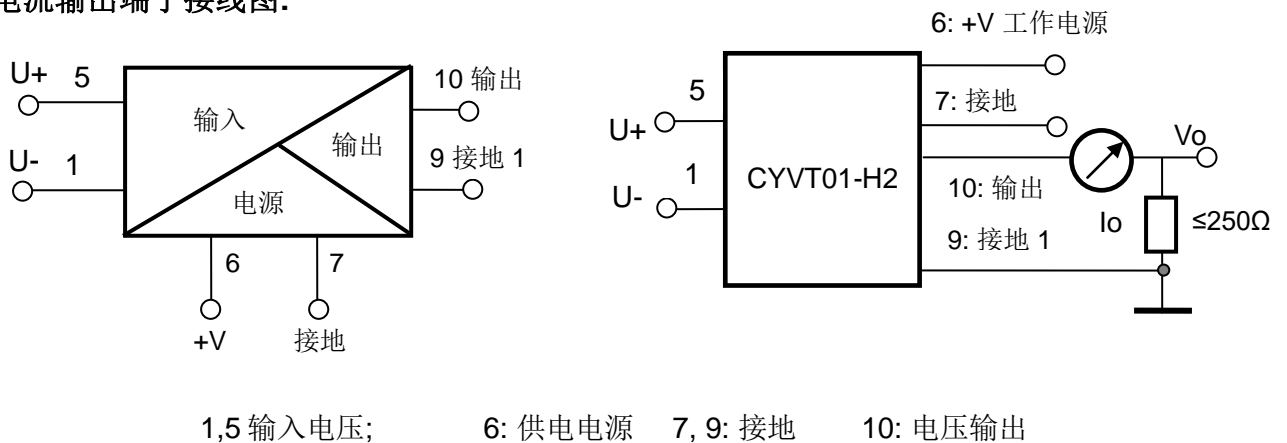 电流输出端子接线图:
6: +V 工作电源
U+ 5
10 输出
输入
输出
U- 1
9 接地 1
电源
6 7
+V 接地
5
U+
7: 接地
Vo
1
CYVT01-H2
U-
10: 输出
Io
≤250Ω
9: 接地 1
1,5 输入电压; 6: 供电电源 7, 9: 接地 10: 电压输出